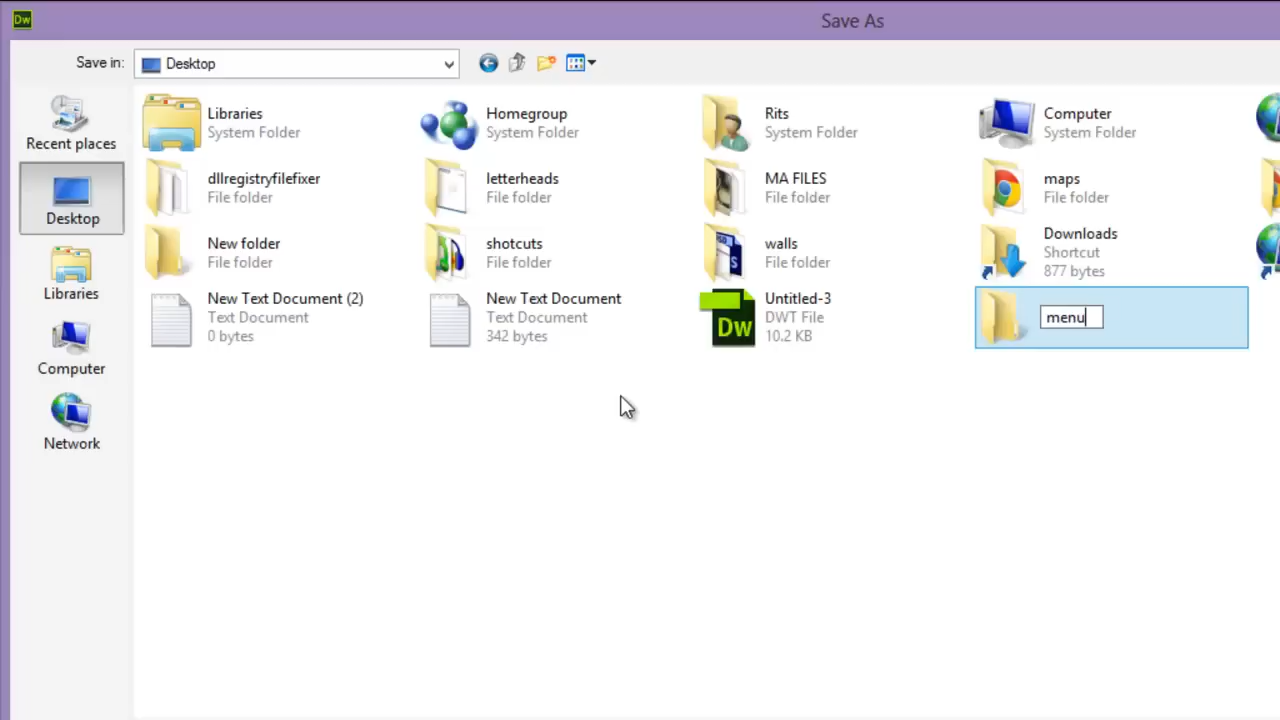 Dw
Save As
Save in:
Desktop
Recent places
Desktop
Libraries
Computer
Network
Libraries
System Folder
Homegroup
System Folder
Rits
System Folder
Computer
System Folder
dllregistryfilefixer
File folder
letterheads
File folder
MA FILES
File folder
maps
File folder
New folder
File folder
shotcuts
File folder
walls
File folder
Downloads
Shortcut
877 bytes
New Text Document (2)
Text Document
0 bytes
New Text Document
Text Document
342 bytes
Dw
Untitled-3
DWT File
10.2 KB
menu